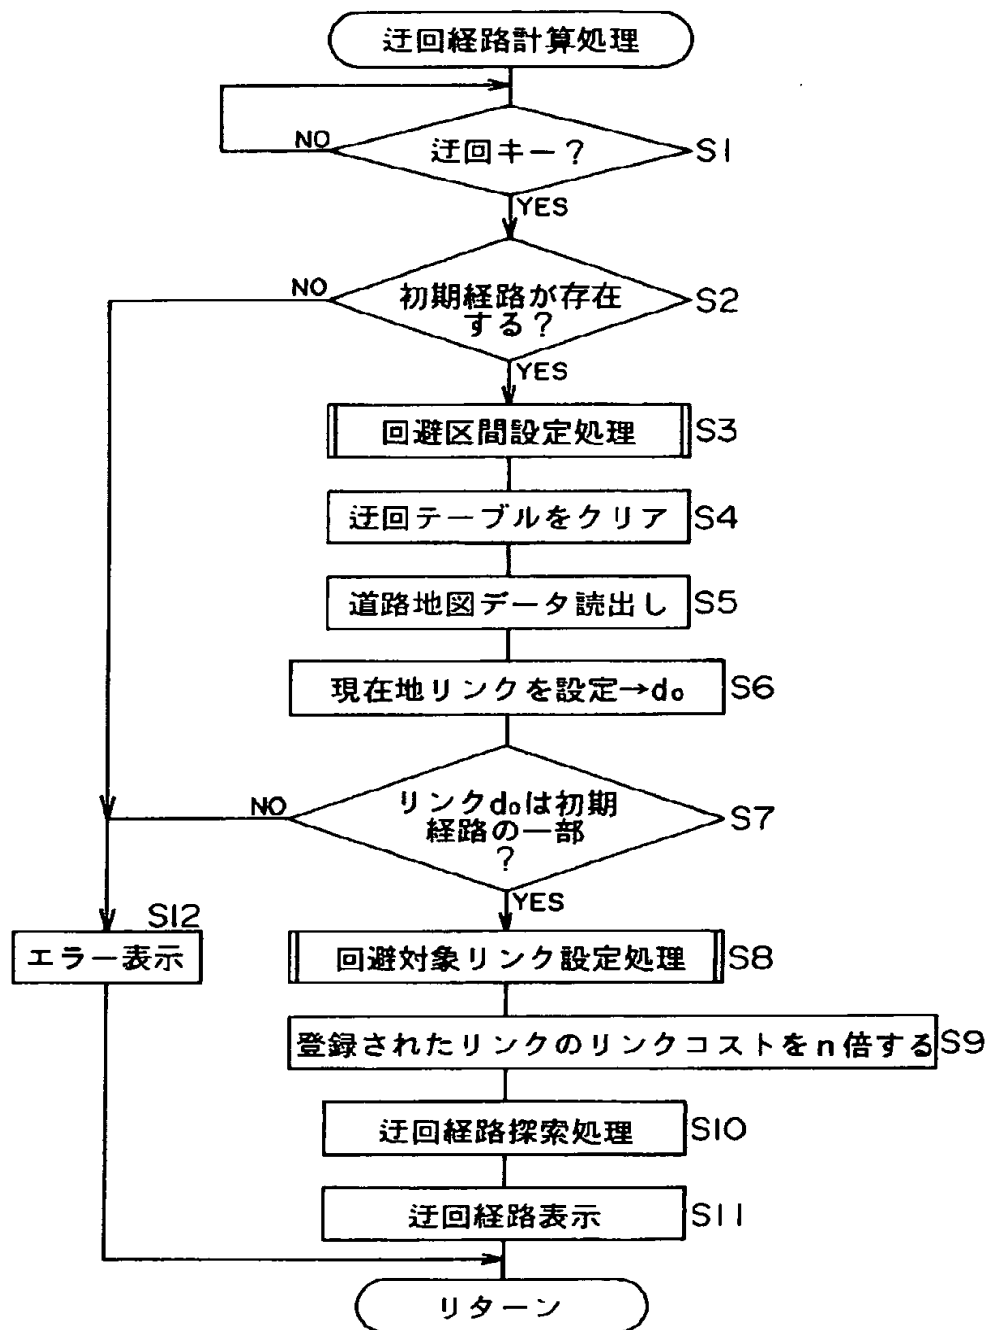 迂回経路計算処理
NO
迂回キー?
S1
YES
NO
初期経路が存在
する?
S2
YES
回避区間設定処理
S3
迂回テーブルをクリア
S4
道路地図データ読出し
S5
現在地リンクを設定→d₀
S6
NO
リンクd₀は初期
経路の一部
?
S7
YES
S12
エラー表示
回避対象リンク設定処理
S8
登録されたリンクのリンクコストをn倍する
S9
迂回経路探索処理
S10
迂回経路表示
S11
リターン